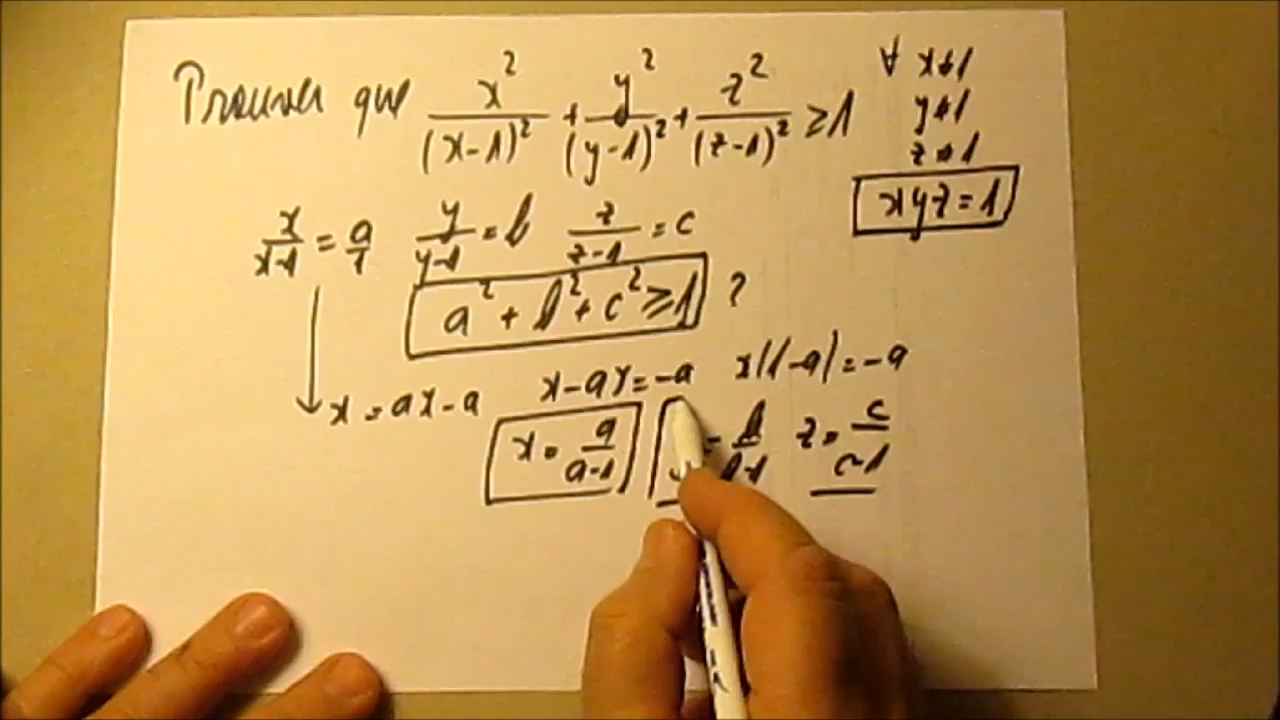 Prouver que x²/(x-1)² + y²/(y-1)² + z²/(z-1)² ≥ 1
∀ x≠1
y≠1
z≠1
xyz=1
x/(x-1) = a/1 y/(y-1) = b z/(z-1) = c
a² + b² + c² ≥ 1 ?
x = ax - a x - ax = -a x(1-a) = -a
x = a/(a-1) = b/(b-1) z = c/(c-1)